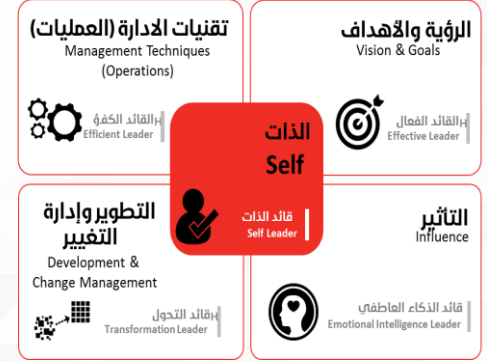 تقنيات الادارة (العمليات)
Management Techniques
(Operations)
القائد الكفؤ
Efficient Leader
الرؤية والأهداف
Vision & Goals
القائد الفعال
Effective Leader
الذات
Self
قائد الذات
Self Leader
التطوير وإدارة
التغيير
Development &
Change Management
قائد التحول
Transformation Leader
التأثير
Influence
قائد الذكاء العاطفي
Emotional Intelligence Leader